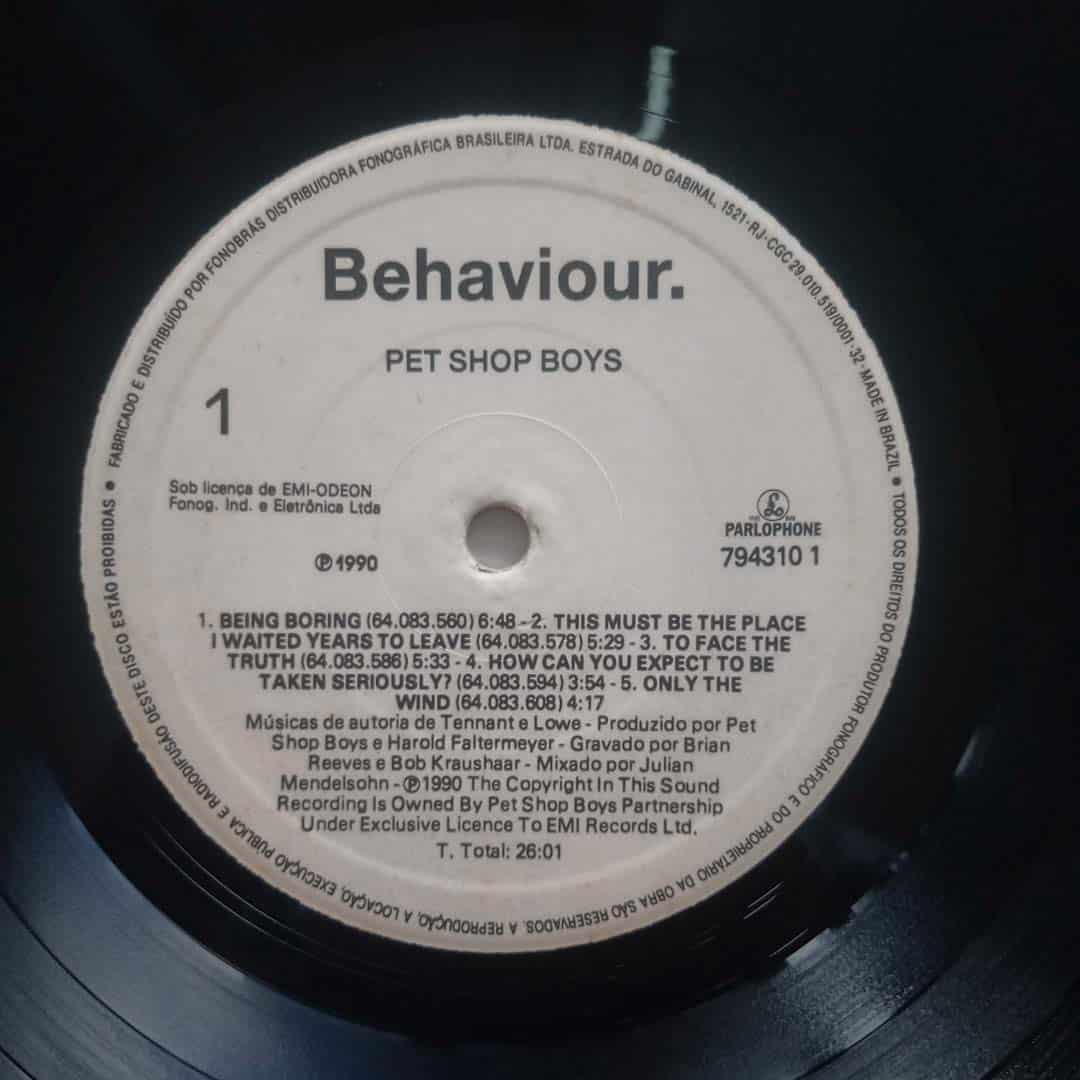 FABRICADO E DISTRIBUÍDO POR FONOBRÁS DISTRIBUIDORA FONOGRÁFICA BRASILEIRA LTDA. ESTRADA DO GABINAL, 1521-RJ-CGC 29.010.519/0001-32-MADE IN BRAZIL •
TODOS OS DIREITOS DO PRODUTOR FONOGRÁFICO E DO PROPRIETÁRIO DA OBRA SÃO RESERVADOS. A REPRODUÇÃO, A LOCAÇÃO, EXECUÇÃO PÚBLICA E RADIODIFUSÃO DESTE DISCO ESTÃO PROIBIDAS •
Behaviour.
PET SHOP BOYS
1
Sob licença de EMI-ODEON
Fonog. Ind. e Eletrônica Ltda
℗ 1990
£
PARLOPHONE
794310 1
1. BEING BORING (64.083.560) 6:48 - 2. THIS MUST BE THE PLACE
I WAITED YEARS TO LEAVE (64.083.578) 5:29 - 3. TO FACE THE
TRUTH (64.083.586) 5:33 - 4. HOW CAN YOU EXPECT TO BE
TAKEN SERIOUSLY? (64.083.594) 3:54 - 5. ONLY THE
WIND (64.083.608) 4:17
Músicas de autoria de Tennant e Lowe - Produzido por Pet
Shop Boys e Harold Faltermeyer - Gravado por Brian
Reeves e Bob Kraushaar - Mixado por Julian
Mendelsohn - ℗1990 The Copyright In This Sound
Recording Is Owned By Pet Shop Boys Partnership
Under Exclusive Licence To EMI Records Ltd.
T. Total: 26:01